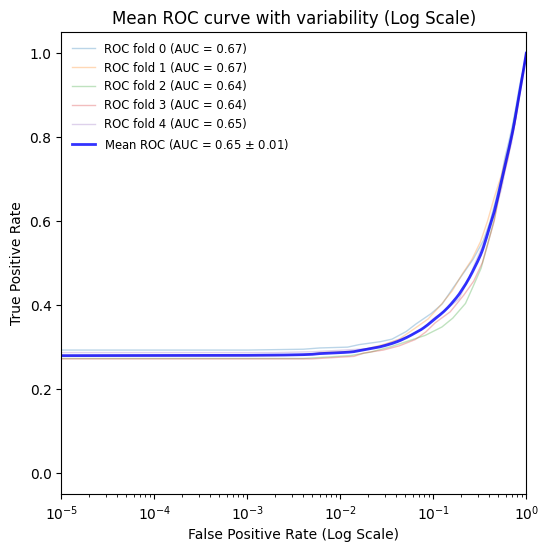 Mean ROC curve with variability (Log Scale)
ROC fold 0 (AUC = 0.67)
ROC fold 1 (AUC = 0.67)
ROC fold 2 (AUC = 0.64)
ROC fold 3 (AUC = 0.64)
ROC fold 4 (AUC = 0.65)
Mean ROC (AUC = 0.65 ± 0.01)
True Positive Rate
1.0
0.8
0.6
0.4
0.2
0.0
10⁻⁵ 10⁻⁴ 10⁻³ 10⁻² 10⁻¹ 10⁰
False Positive Rate (Log Scale)